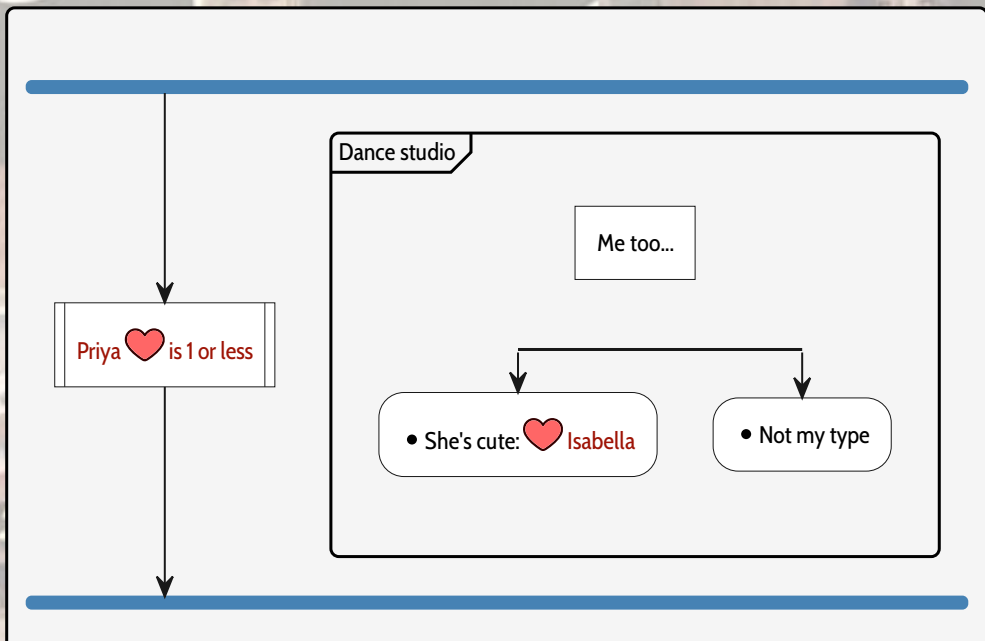 Dance studio
Me too...
Priya is 1 or less
• She's cute: Isabella
• Not my type